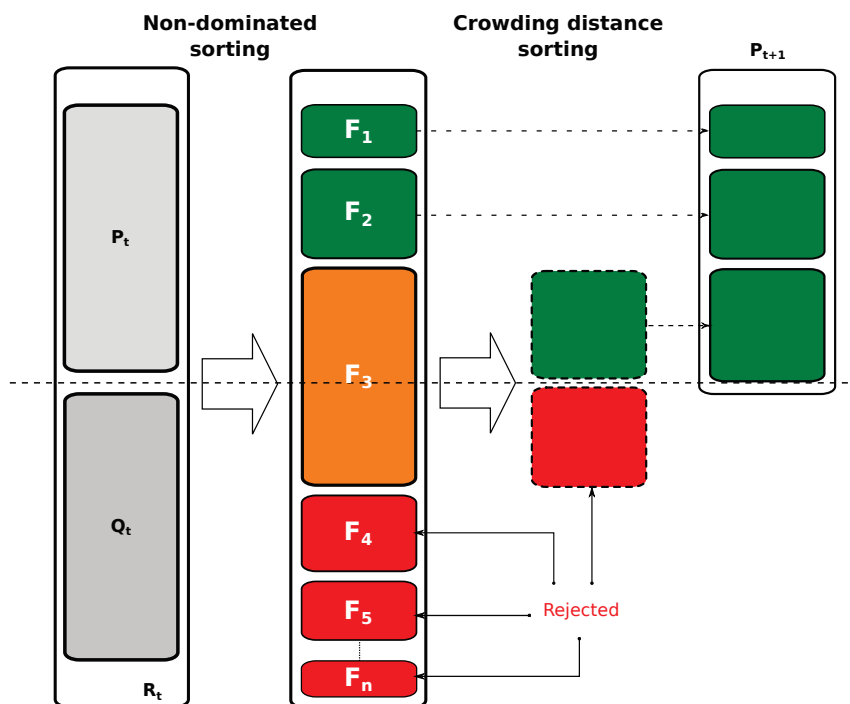 Non-dominated
sorting
Crowding distance
sorting
Pt+1
Pt
Qt
Rt
F1
F2
F3
F4
F5
Fn
Rejected